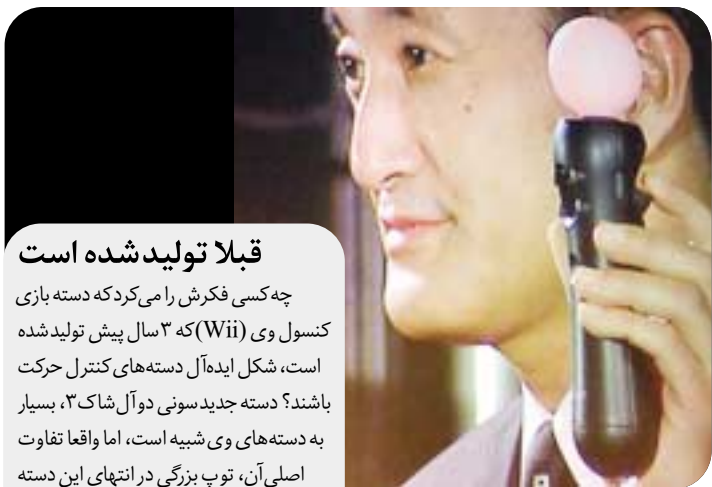 قبلا تولید شده است
چه کسی فکرش را می‌کرد که دسته بازی
کنسول وی (Wii) که ۳ سال پیش تولید شده
است، شکل ایده‌آل دسته‌های کنترل حرکت
باشند؟ دسته جدید سونی دوآل شاک ۳، بسیار
به دسته‌های وی شبیه است، اما واقعا تفاوت
اصلی آن، توپ بزرگی در انتهای این دسته